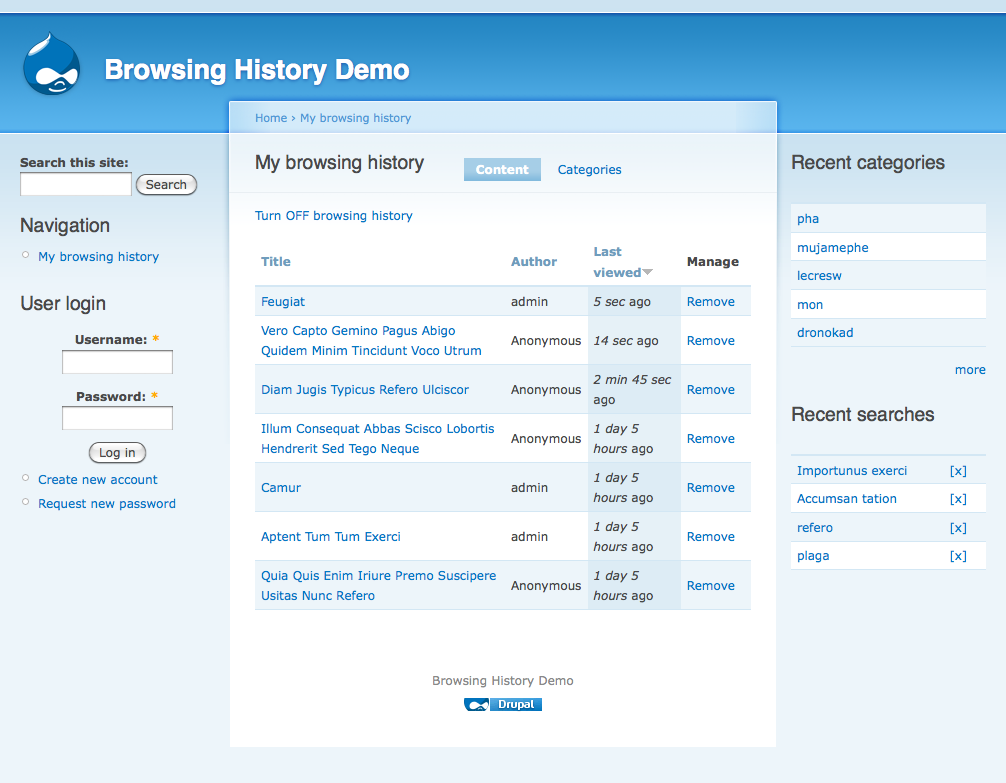 Browsing History Demo
Home › My browsing history
Search this site:
Search
Navigation
My browsing history
User login
Username: *
Password: *
Log in
Create new account
Request new password
My browsing history
Content
Categories
Turn OFF browsing history
Title Author Last viewed Manage
Feugiat admin 5 sec ago Remove
Vero Capto Gemino Pagus Abigo
Quidem Minim Tincidunt Voco Utrum Anonymous 14 sec ago Remove
Diam Jugis Typicus Refero Ulciscor Anonymous 2 min 45 sec ago Remove
Illum Consequat Abbas Scisco Lobortis
Hendrerit Sed Tego Neque Anonymous 1 day 5 hours ago Remove
Camur admin 1 day 5 hours ago Remove
Aptent Tum Tum Exerci admin 1 day 5 hours ago Remove
Quia Quis Enim Iriure Premo Suscipere
Usitas Nunc Refero Anonymous 1 day 5 hours ago Remove
Browsing History Demo
Drupal
Recent categories
pha
mujamephe
lecresw
mon
dronokad
more
Recent searches
Importunus exerci [x]
Accumsan tation [x]
refero [x]
plaga [x]